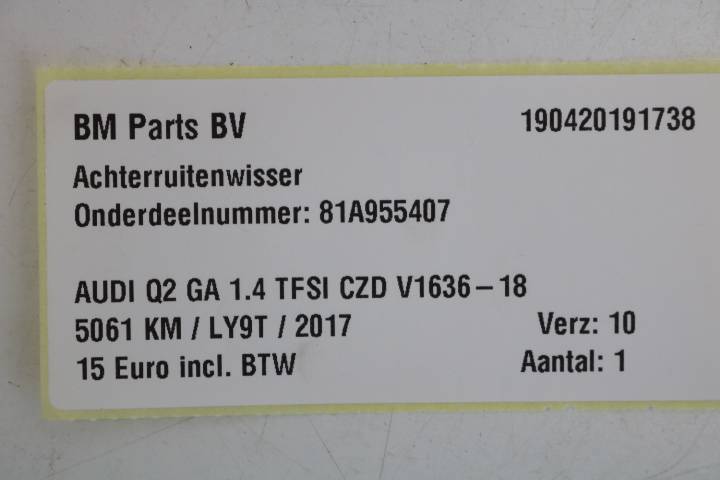 BM Parts BV 190420191738
Achterruitenwisser
Onderdeelnummer: 81A955407
AUDI Q2 GA 1.4 TFSI CZD V1636-18
5061 KM / LY9T / 2017 Verz: 10
15 Euro incl. BTW Aantal: 1